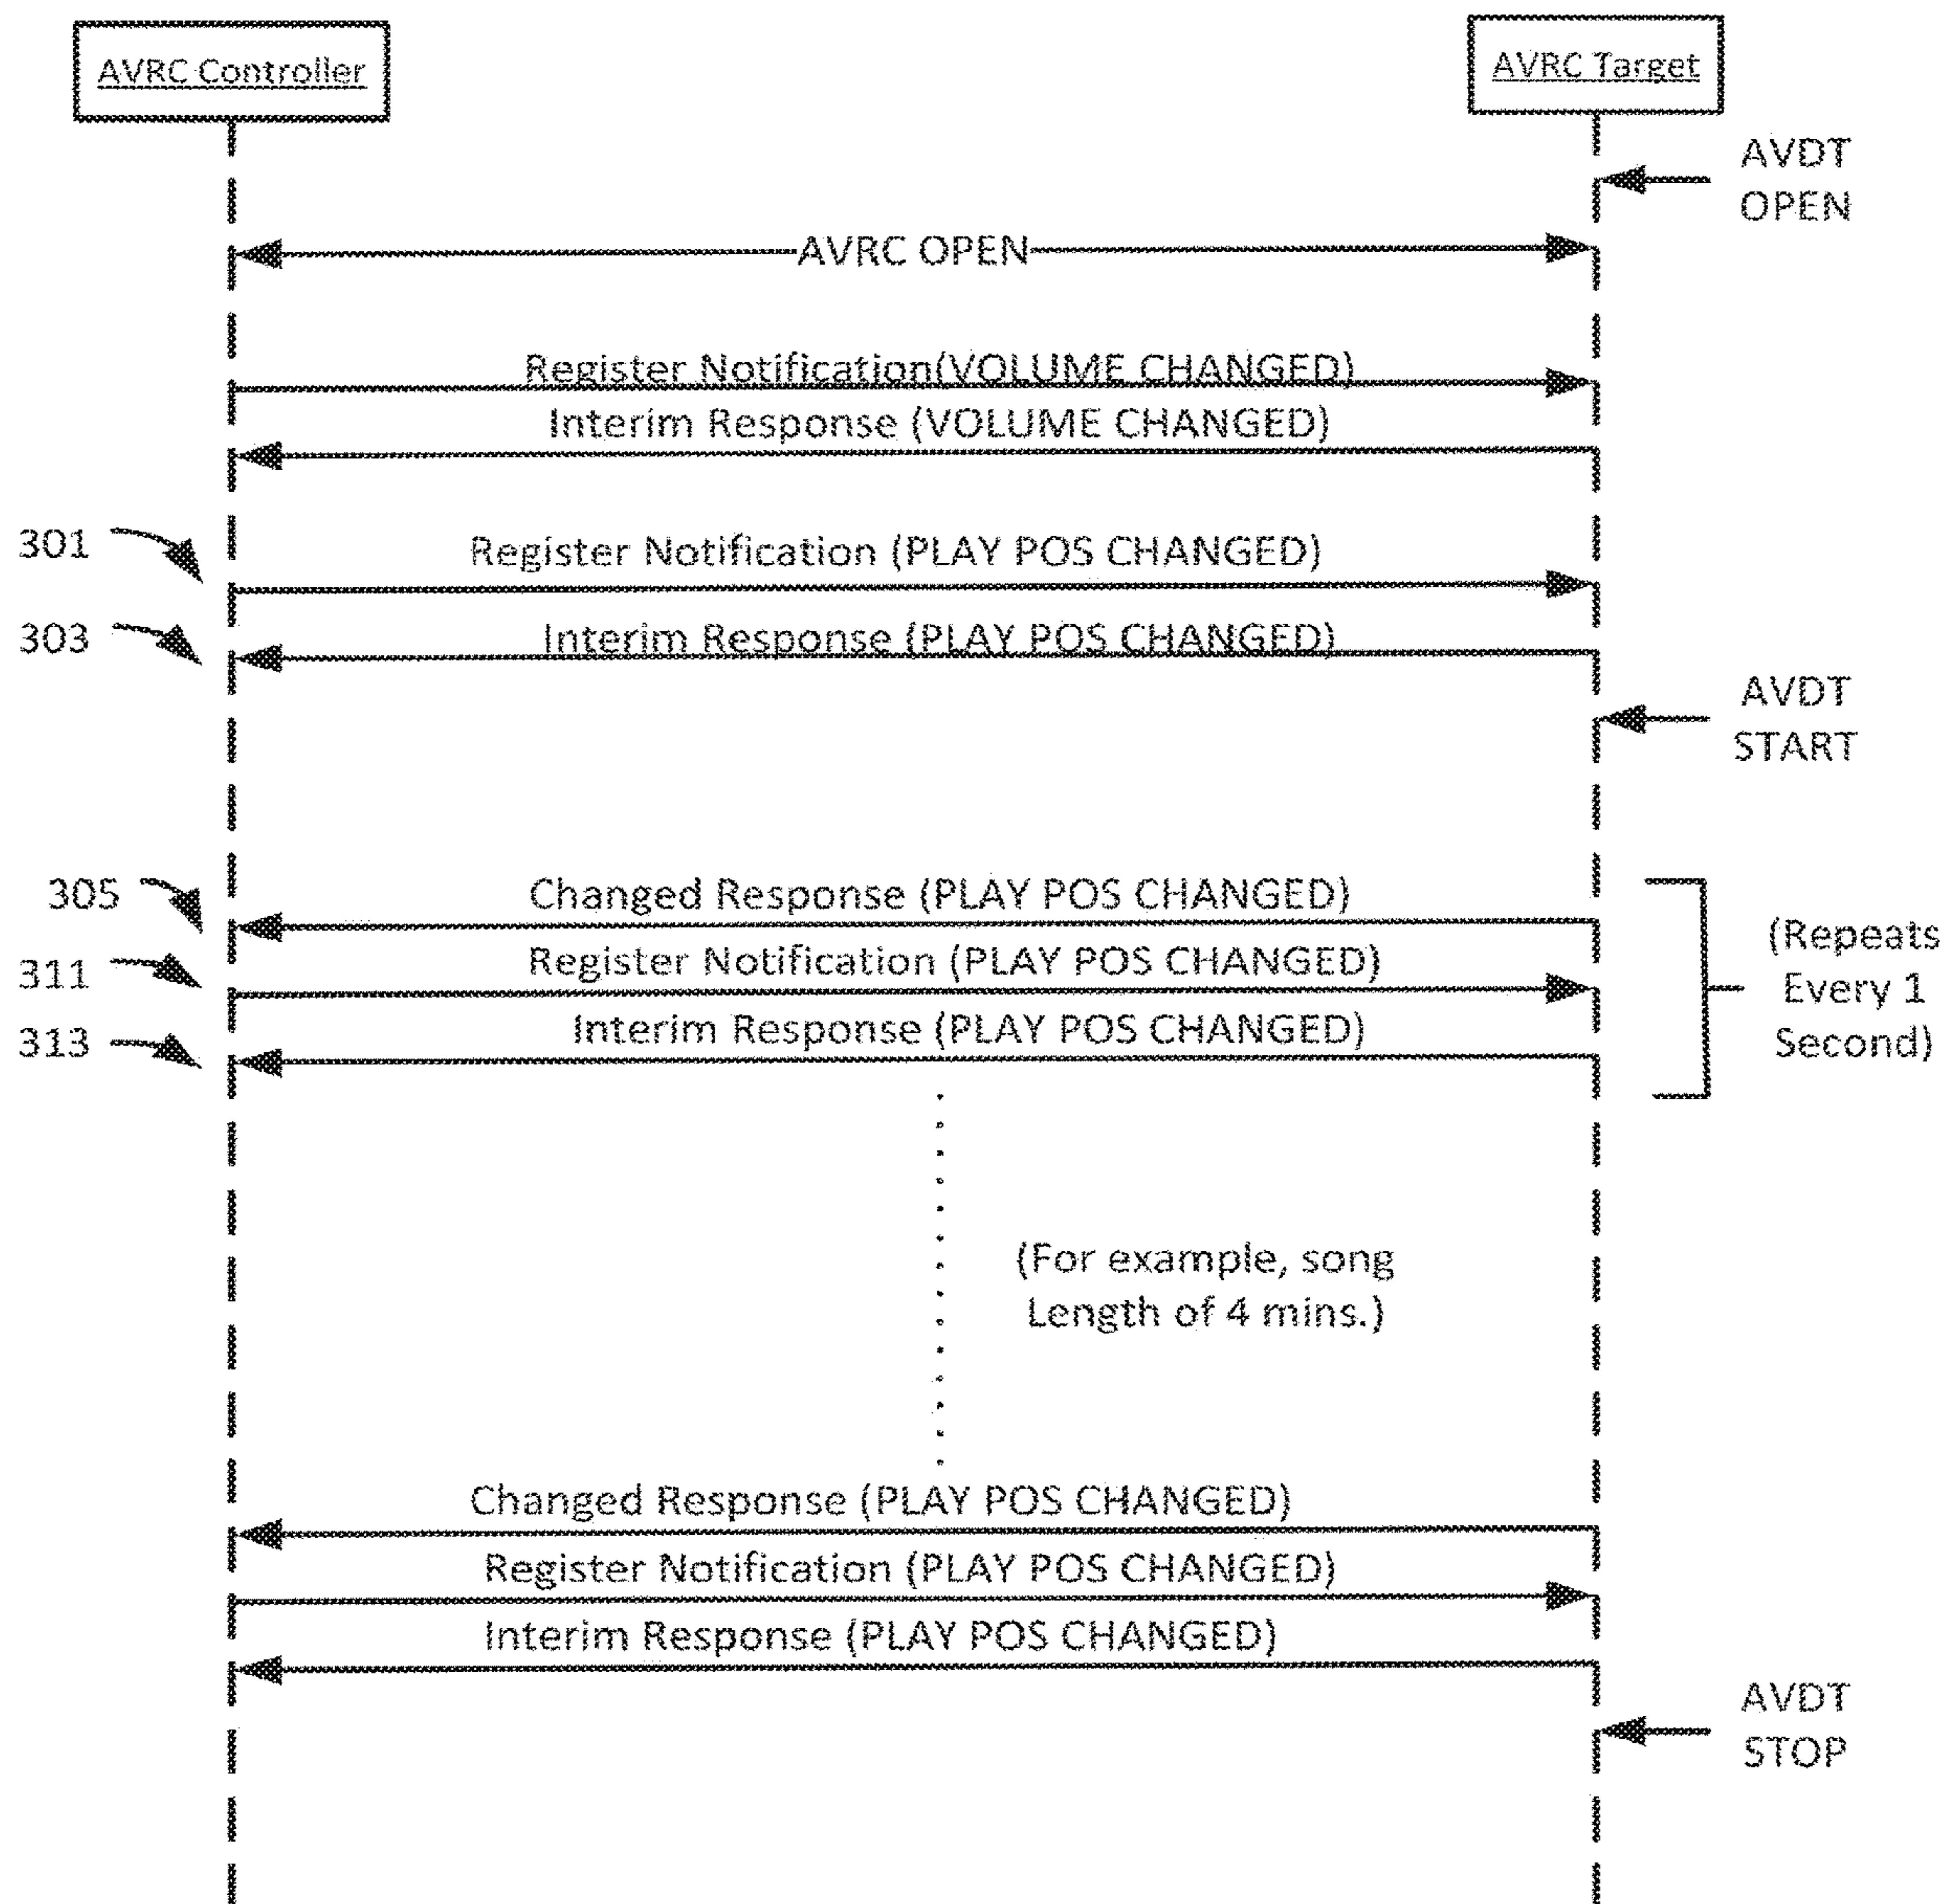 AVRC Controller
AVRC Target
AVDT
OPEN
AVRC OPEN
Register Notification(VOLUME CHANGED)
Interim Response (VOLUME CHANGED)
301
Register Notification (PLAY POS CHANGED)
303
Interim Response (PLAY POS CHANGED)
AVDT
START
305
Changed Response (PLAY POS CHANGED)
311
Register Notification (PLAY POS CHANGED)
313
Interim Response (PLAY POS CHANGED)
(Repeats
Every 1
Second)
(For example, song
Length of 4 mins.)
Changed Response (PLAY POS CHANGED)
Register Notification (PLAY POS CHANGED)
Interim Response (PLAY POS CHANGED)
AVDT
STOP